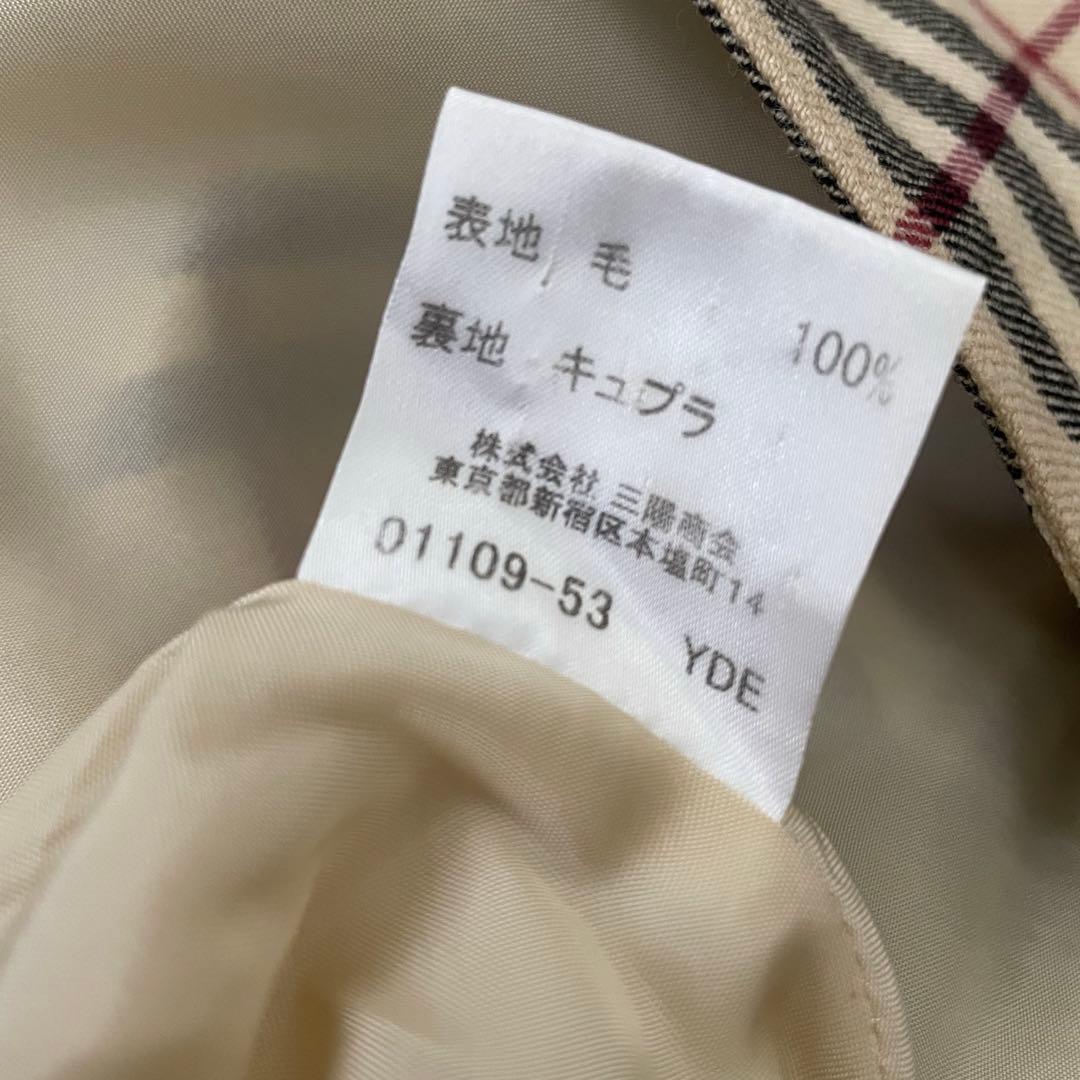 表地 毛 100%
裏地 キュプラ
株式会社 三陽商会
東京都新宿区本塩町14
01109-53 YDE